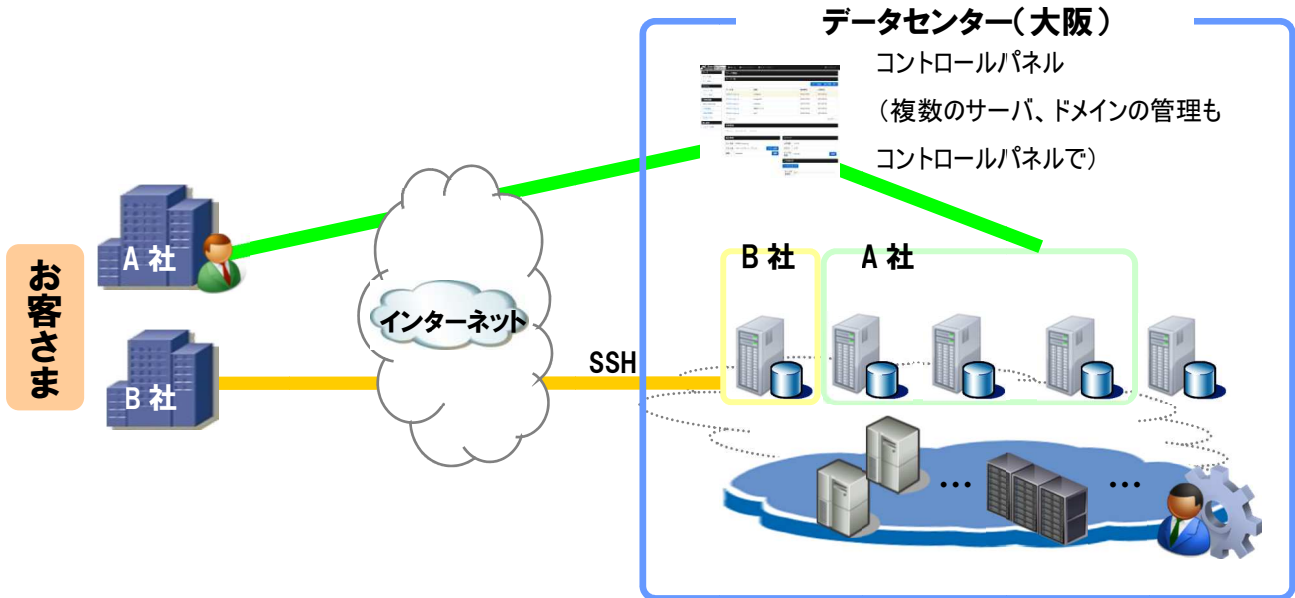 データセンター(大阪)
コントロールパネル
(複数のサーバ、ドメインの管理も
コントロールパネルで)
お客さま
A 社
B 社
インターネット
SSH
B 社
A 社
…
…